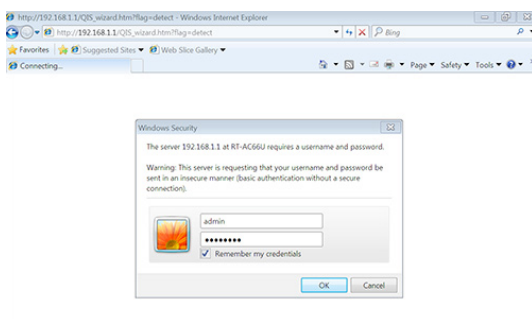 http://192.168.1.1/QIS_wizard.htm?flag=detect - Windows Internet Explorer
http://192.168.1.1/QIS_wizard.htm?flag=detect
Bing
Favorites
Suggested Sites
Web Slice Gallery
Connecting...
Page
Safety
Tools
Windows Security
The server 192.168.1.1 at RT-AC66U requires a username and password.
Warning: This server is requesting that your username and password be
sent in an insecure manner (basic authentication without a secure
connection).
admin
••••••••
Remember my credentials
OK
Cancel